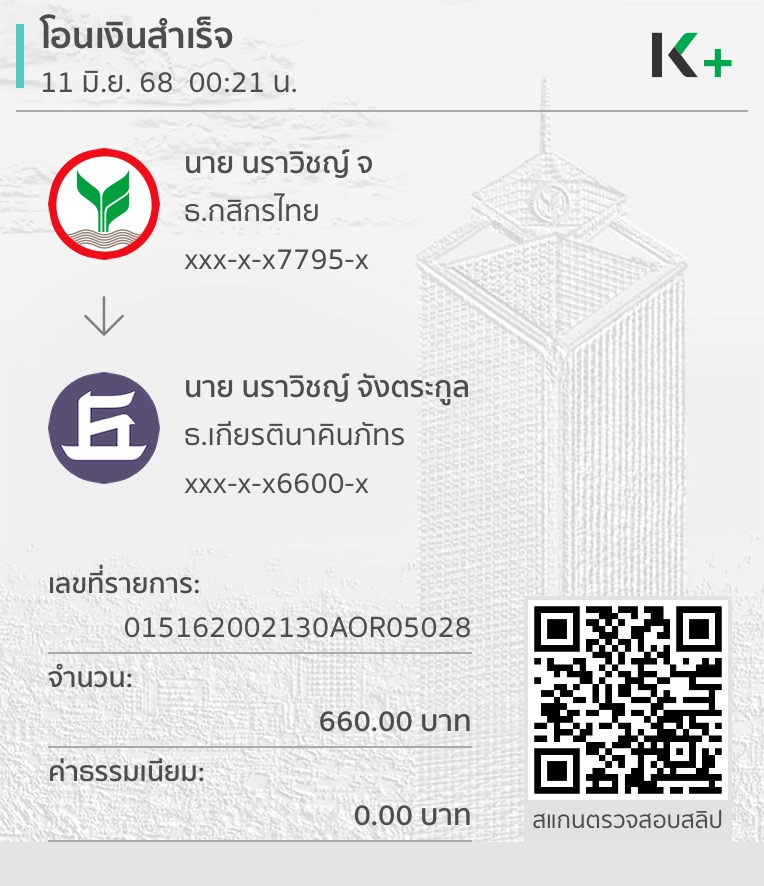 โอนเงินสำเร็จ
11 มิ.ย. 68 00:21 น.
K+
นาย นราวิชญ์ จ
ธ.กสิกรไทย
xxx-x-x7795-x
นาย นราวิชญ์ จังตระกูล
ธ.เกียรตินาคินภัทร
xxx-x-x6600-x
เลขที่รายการ:
015162002130AOR05028
จำนวน:
660.00 บาท
ค่าธรรมเนียม:
0.00 บาท
สแกนตรวจสอบสลิป